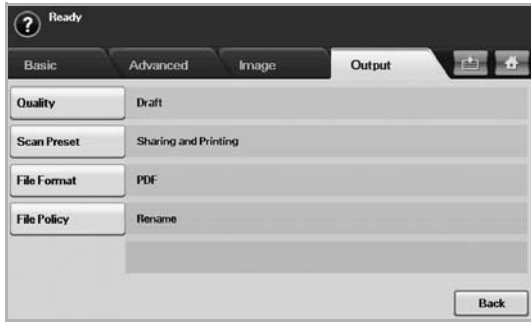 ? Ready
Basic Advanced Image Output
Quality Draft
Scan Preset Sharing and Printing
File Format PDF
File Policy Rename
Back